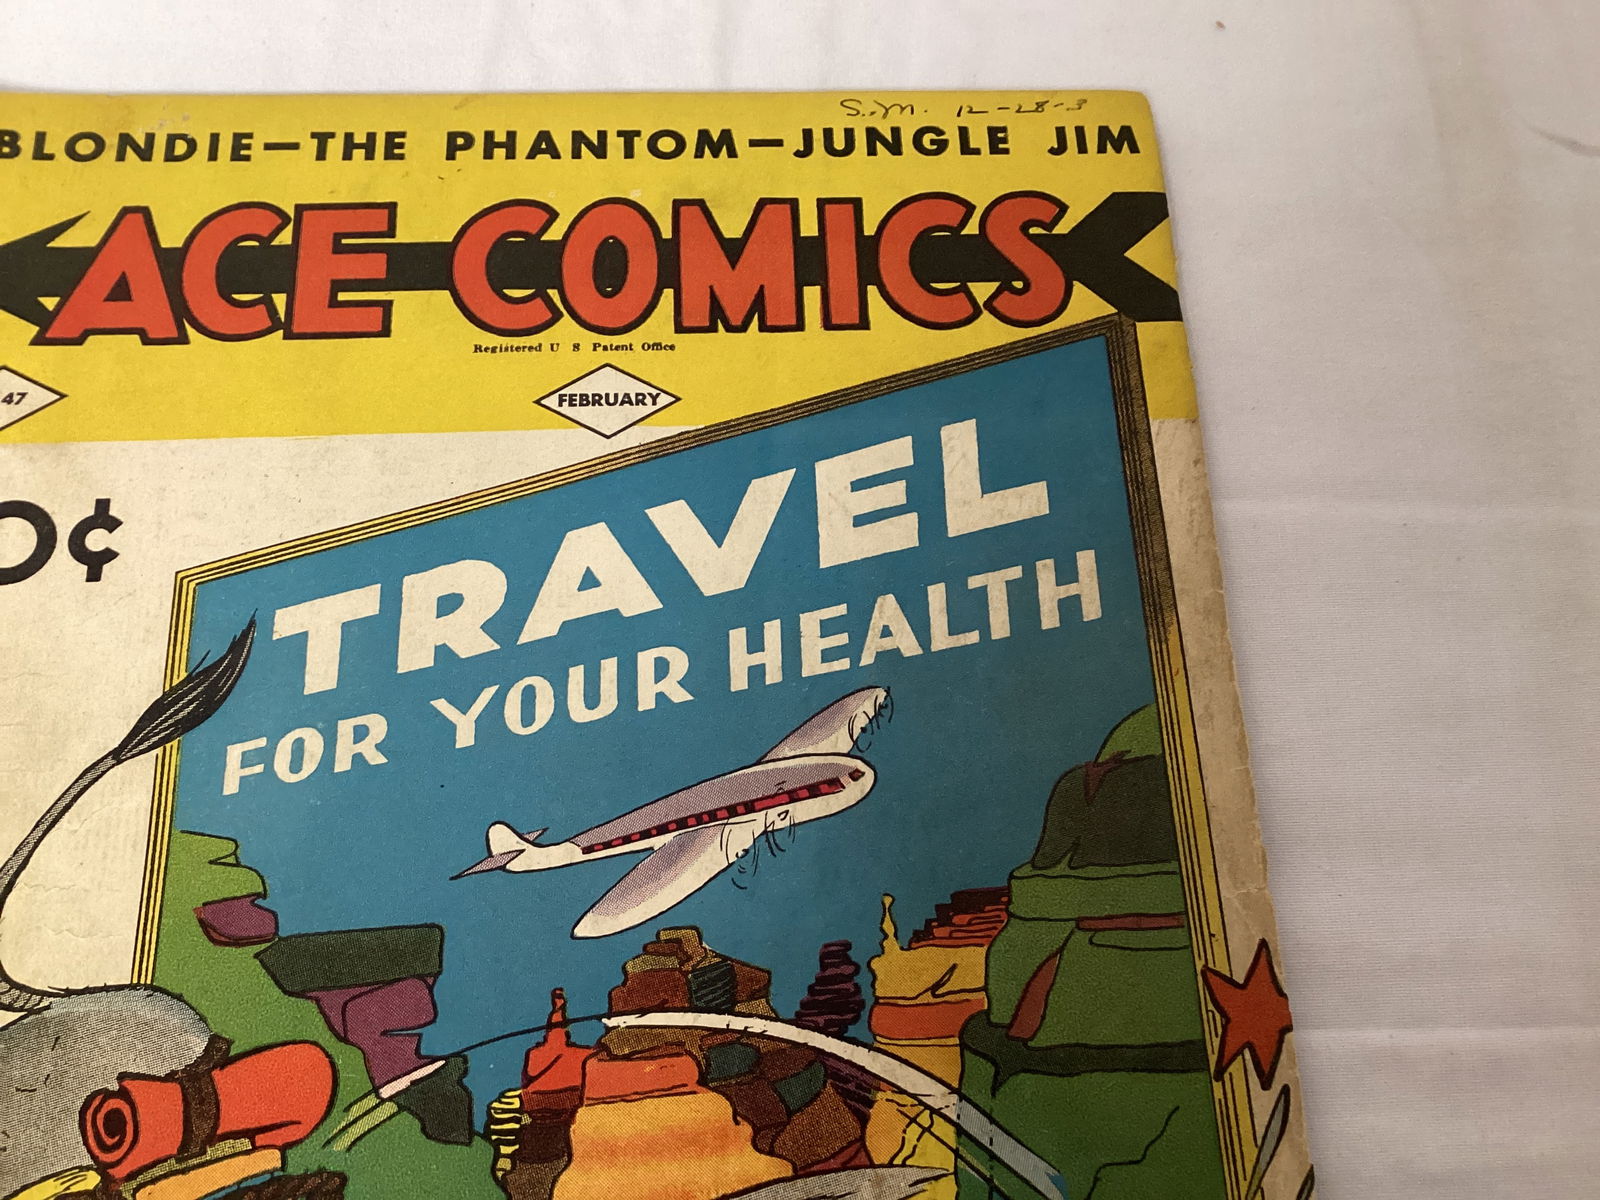 S.M. 12-28-3
BLONDIE—THE PHANTOM—JUNGLE JIM
ACE COMICS
Registered U S Patent Office
47
FEBRUARY
0¢
TRAVEL
FOR YOUR HEALTH